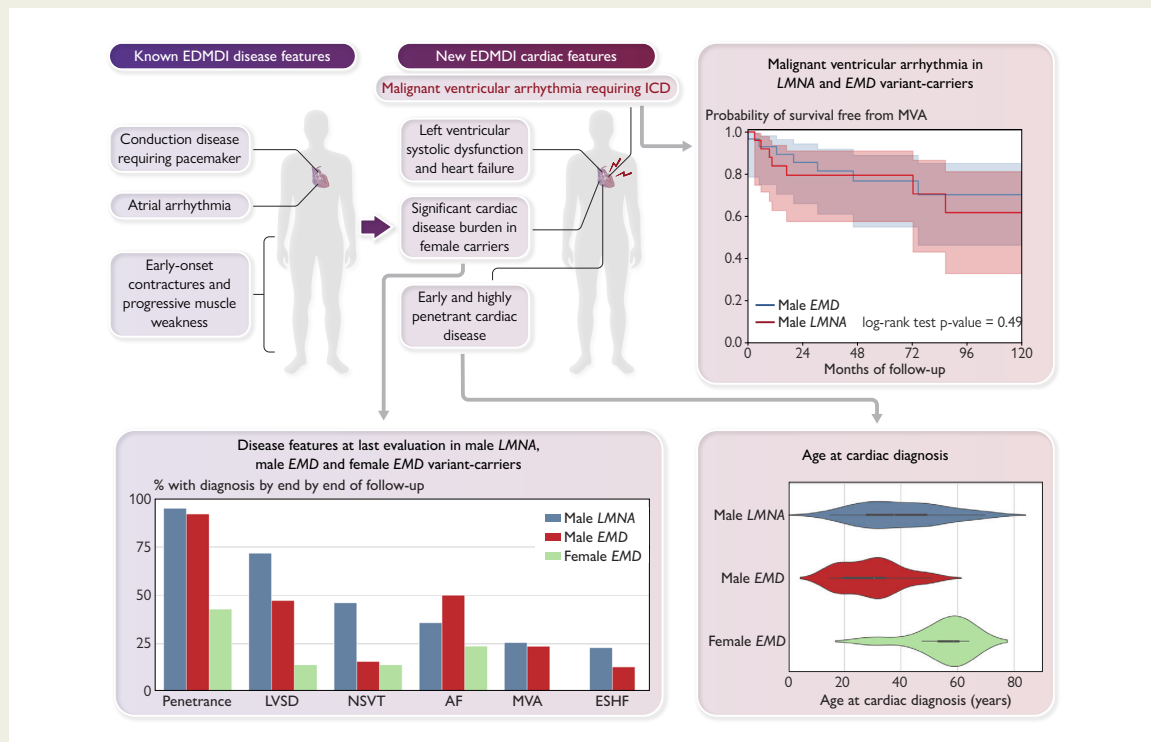 Known EDMDI disease features
New EDMDI cardiac features
Malignant ventricular arrhythmia requiring ICD
Conduction disease
requiring pacemaker
Atrial arrhythmia
Early-onset
contractures and
progressive muscle
weakness
Left ventricular
systolic dysfunction
and heart failure
Significant cardiac
disease burden in
female carriers
Early and highly
penetrant cardiac
disease
Malignant ventricular arrhythmia in
LMNA and EMD variant-carriers
Probability of survival free from MVA
1.0
0.8
0.6
0.4
0.2
0.0
Male EMD
Male LMNA log-rank test p-value = 0.49
0 24 48 72 96 120
Months of follow-up
Disease features at last evaluation in male LMNA,
male EMD and female EMD variant-carriers
% with diagnosis by end by end of follow-up
100
75
50
25
0
Male LMNA
Male EMD
Female EMD
Penetrance LVSD NSVT AF MVA ESHF
Age at cardiac diagnosis
Male LMNA
Male EMD
Female EMD
0 20 40 60 80
Age at cardiac diagnosis (years)